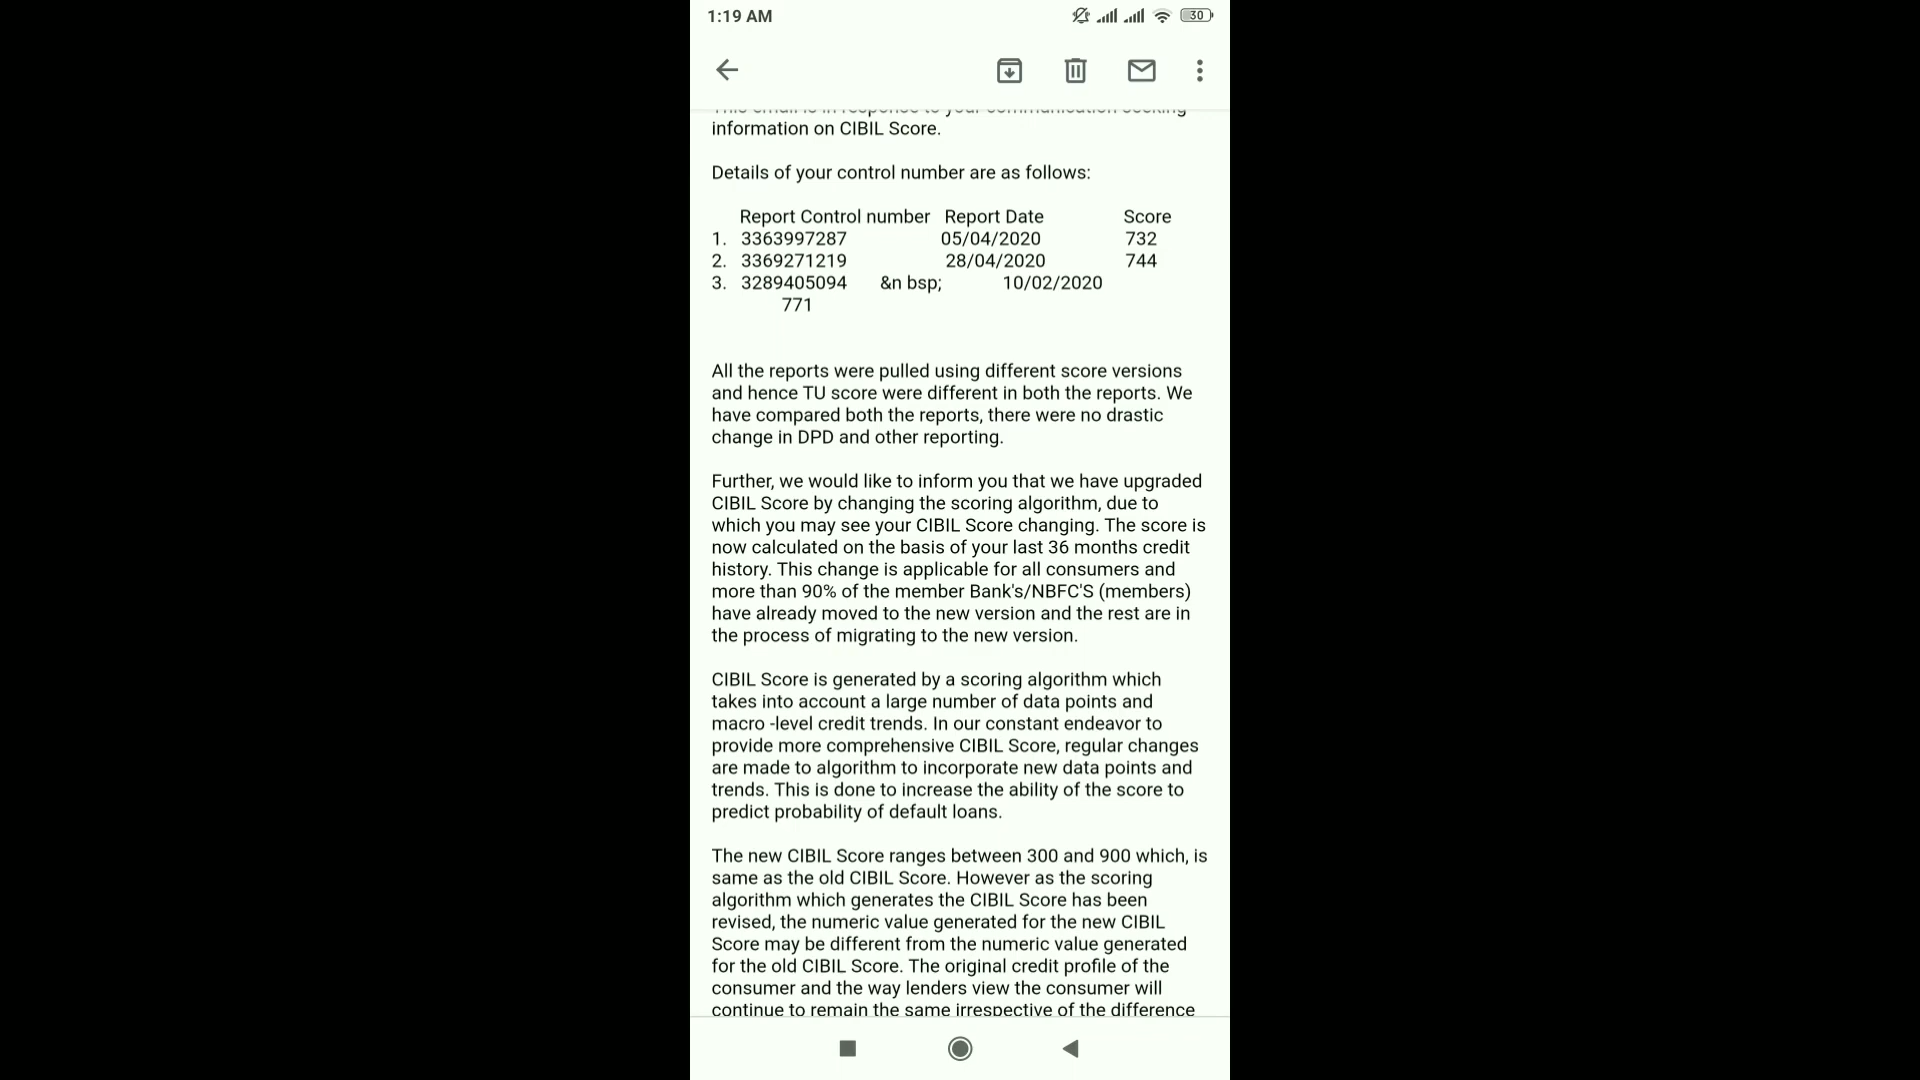 1:19 AM
30
This email is in response to your communication seeking
information on CIBIL Score.
Details of your control number are as follows:
Report Control number Report Date Score
1. 3363997287 05/04/2020 732
2. 3369271219 28/04/2020 744
3. 3289405094 &n bsp; 10/02/2020
771
All the reports were pulled using different score versions
and hence TU score were different in both the reports. We
have compared both the reports, there were no drastic
change in DPD and other reporting.
Further, we would like to inform you that we have upgraded
CIBIL Score by changing the scoring algorithm, due to
which you may see your CIBIL Score changing. The score is
now calculated on the basis of your last 36 months credit
history. This change is applicable for all consumers and
more than 90% of the member Bank's/NBFC'S (members)
have already moved to the new version and the rest are in
the process of migrating to the new version.
CIBIL Score is generated by a scoring algorithm which
takes into account a large number of data points and
macro -level credit trends. In our constant endeavor to
provide more comprehensive CIBIL Score, regular changes
are made to algorithm to incorporate new data points and
trends. This is done to increase the ability of the score to
predict probability of default loans.
The new CIBIL Score ranges between 300 and 900 which, is
same as the old CIBIL Score. However as the scoring
algorithm which generates the CIBIL Score has been
revised, the numeric value generated for the new CIBIL
Score may be different from the numeric value generated
for the old CIBIL Score. The original credit profile of the
consumer and the way lenders view the consumer will
continue to remain the same irrespective of the difference